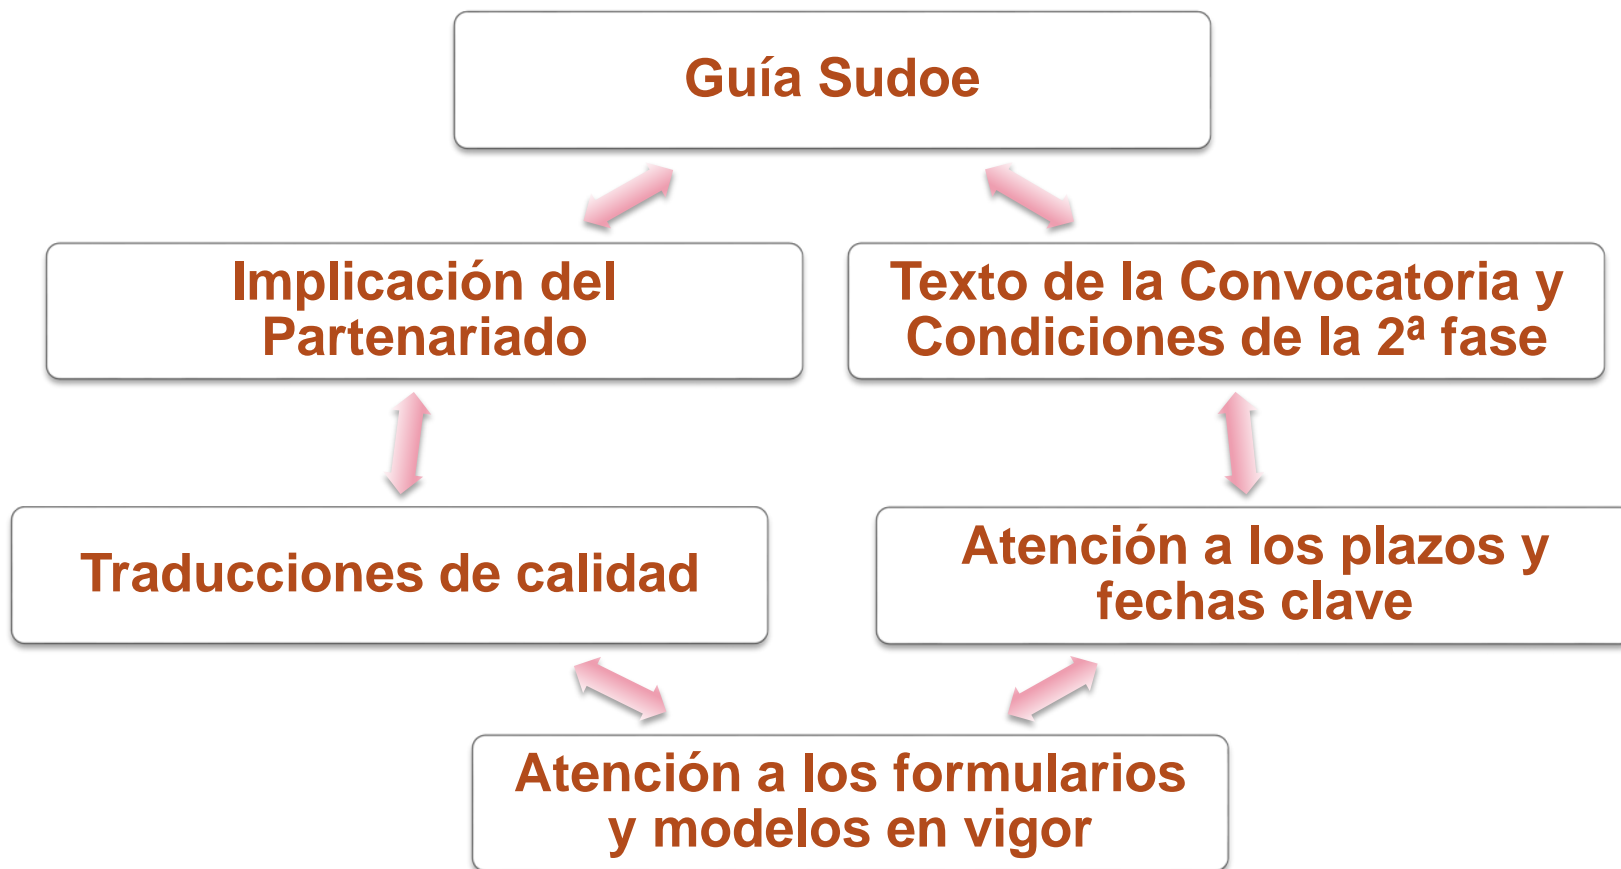 Guía Sudoe
Implicación del
Partenariado
Texto de la Convocatoria y
Condiciones de la 2ª fase
Traducciones de calidad
Atención a los plazos y
fechas clave
Atención a los formularios
y modelos en vigor